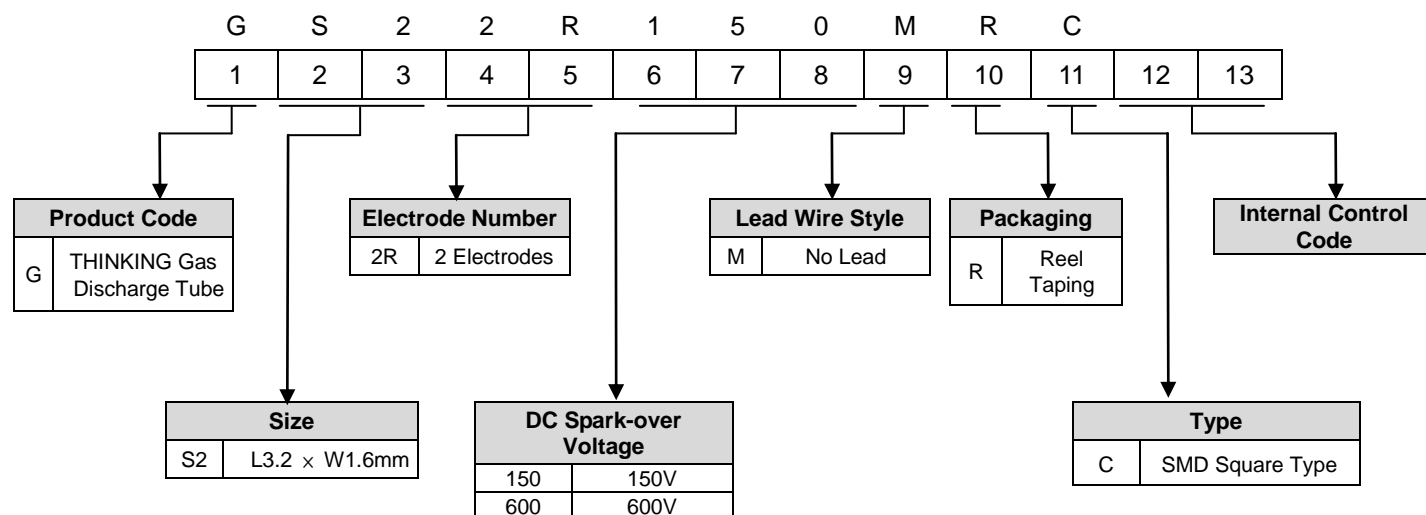 G S 2 2 R 1 5 0 M R C
1 2 3 4 5 6 7 8 9 10 11 12 13
Product Code
G THINKING Gas
Discharge Tube
Electrode Number
2R 2 Electrodes
Lead Wire Style
M No Lead
Packaging
R Reel
Taping
Internal Control
Code
Size
S2 L3.2 × W1.6mm
DC Spark-over
Voltage
150 150V
600 600V
Type
C SMD Square Type